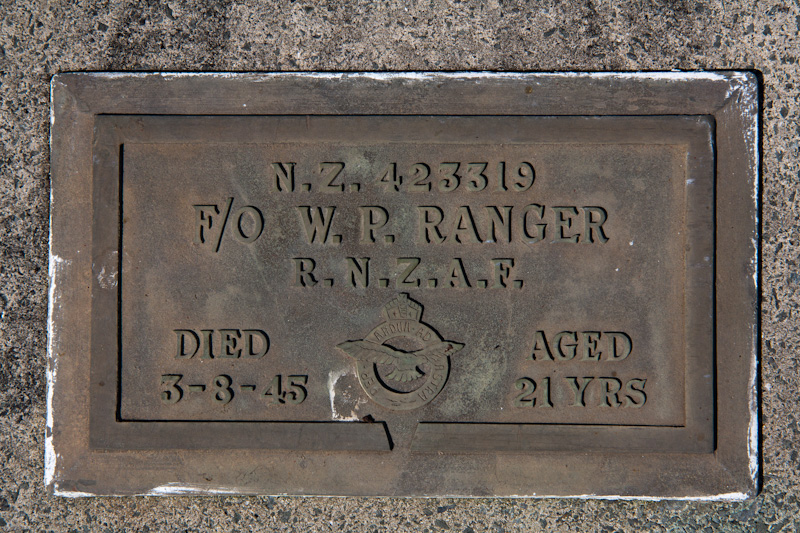 N.Z. 423319
F/O W. P. RANGER
R.N.Z.A.F.
DIED
3-8-45
AGED
21 YRS